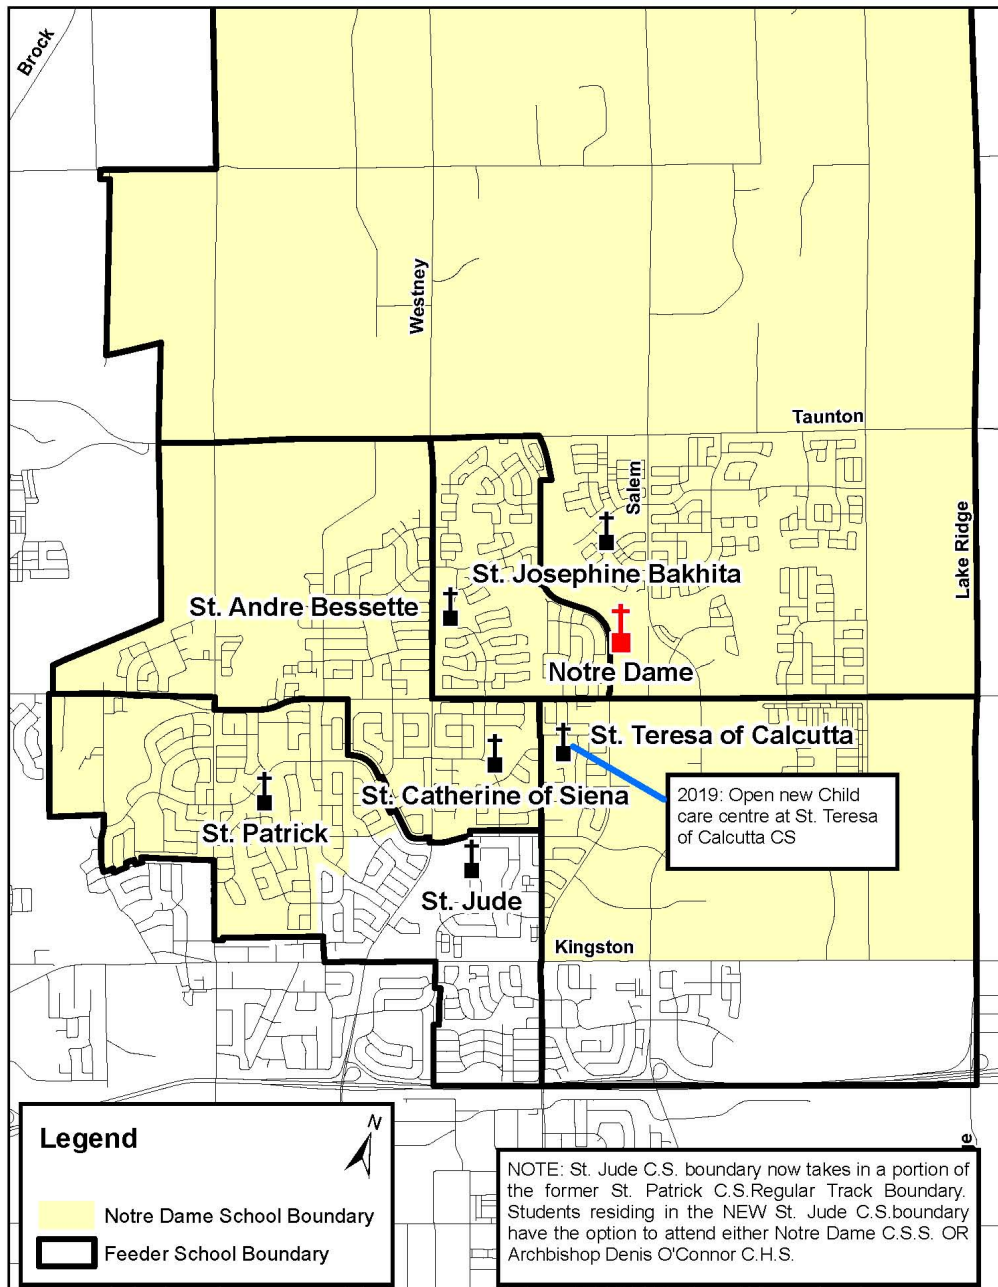 Brock
Westney
Taunton
Salem
Lake Ridge
St. Josephine Bakhita
St. Andre Bessette
Notre Dame
St. Teresa of Calcutta
St. Catherine of Siena
2019: Open new Child
care centre at St. Teresa
of Calcutta CS
St. Patrick
St. Jude
Kingston
Legend
N
Notre Dame School Boundary
Feeder School Boundary
NOTE: St. Jude C.S. boundary now takes in a portion of
the former St. Patrick C.S.Regular Track Boundary.
Students residing in the NEW St. Jude C.S.boundary
have the option to attend either Notre Dame C.S.S. OR
Archbishop Denis O'Connor C.H.S.